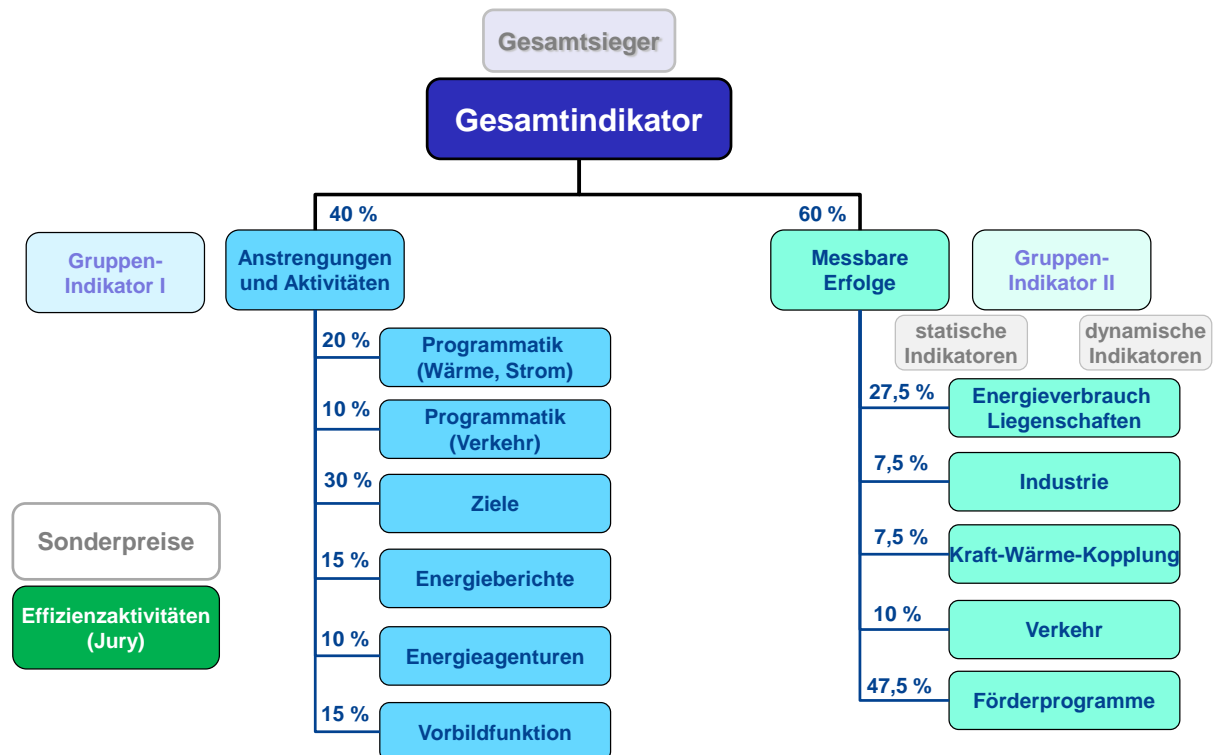 Gesamtsieger
Gesamtindikator
40 %
60 %
Gruppen-
Indikator I
Anstrengungen
und Aktivitäten
Messbare
Erfolge
Gruppen-
Indikator II
statische
Indikatoren
dynamische
Indikatoren
20 %
Programmatik
(Wärme, Strom)
10 %
Programmatik
(Verkehr)
30 %
Ziele
15 %
Energieberichte
10 %
Energieagenturen
15 %
Vorbildfunktion
27,5 %
Energieverbrauch
Liegenschaften
7,5 %
Industrie
7,5 %
Kraft-Wärme-Kopplung
10 %
Verkehr
47,5 %
Förderprogramme
Sonderpreise
Effizienzaktivitäten
(Jury)